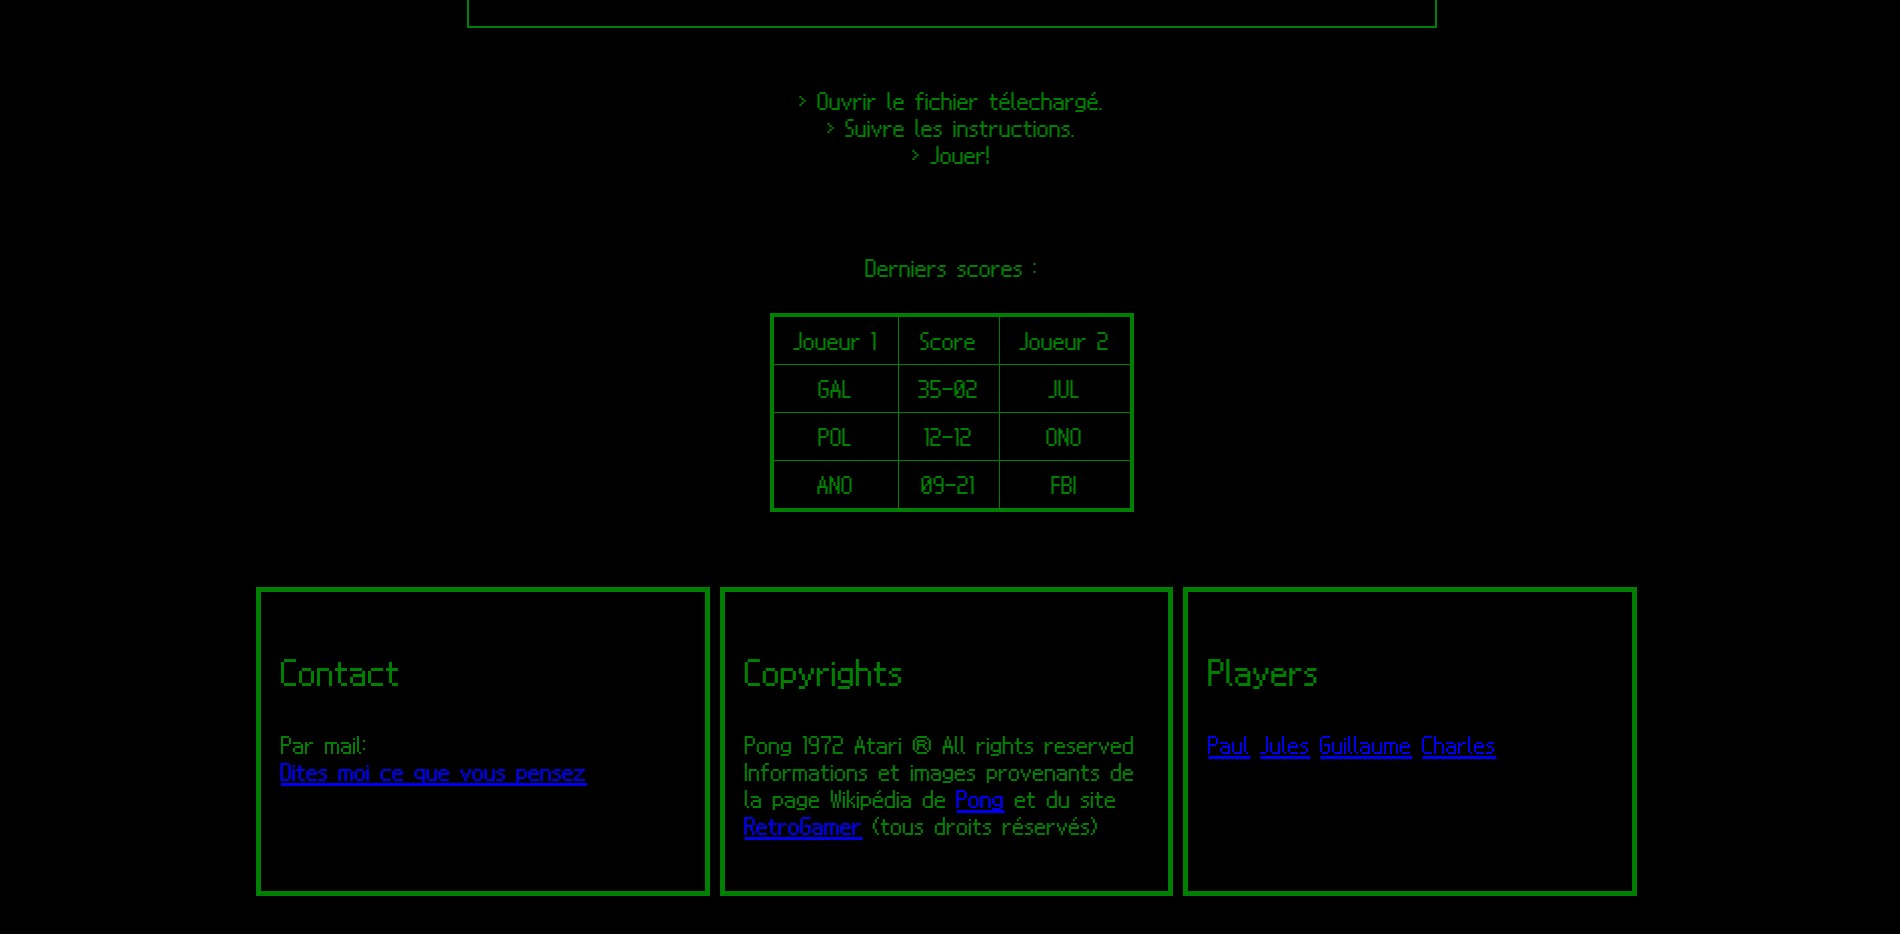 > Ouvrir le fichier télechargé.
> Suivre les instructions.
> Jouer!
Derniers scores :
Joueur 1 Score Joueur 2
GAL 35-02 JUL
POL 12-12 ONO
ANO 09-21 FBI
Contact
Par mail:
Dites moi ce que vous pensez
Copyrights
Pong 1972 Atari ® All rights reserved
Informations et images provenants de
la page Wikipédia de Pong et du site
RetroGamer (tous droits réservés)
Players
Paul Jules Guillaume Charles